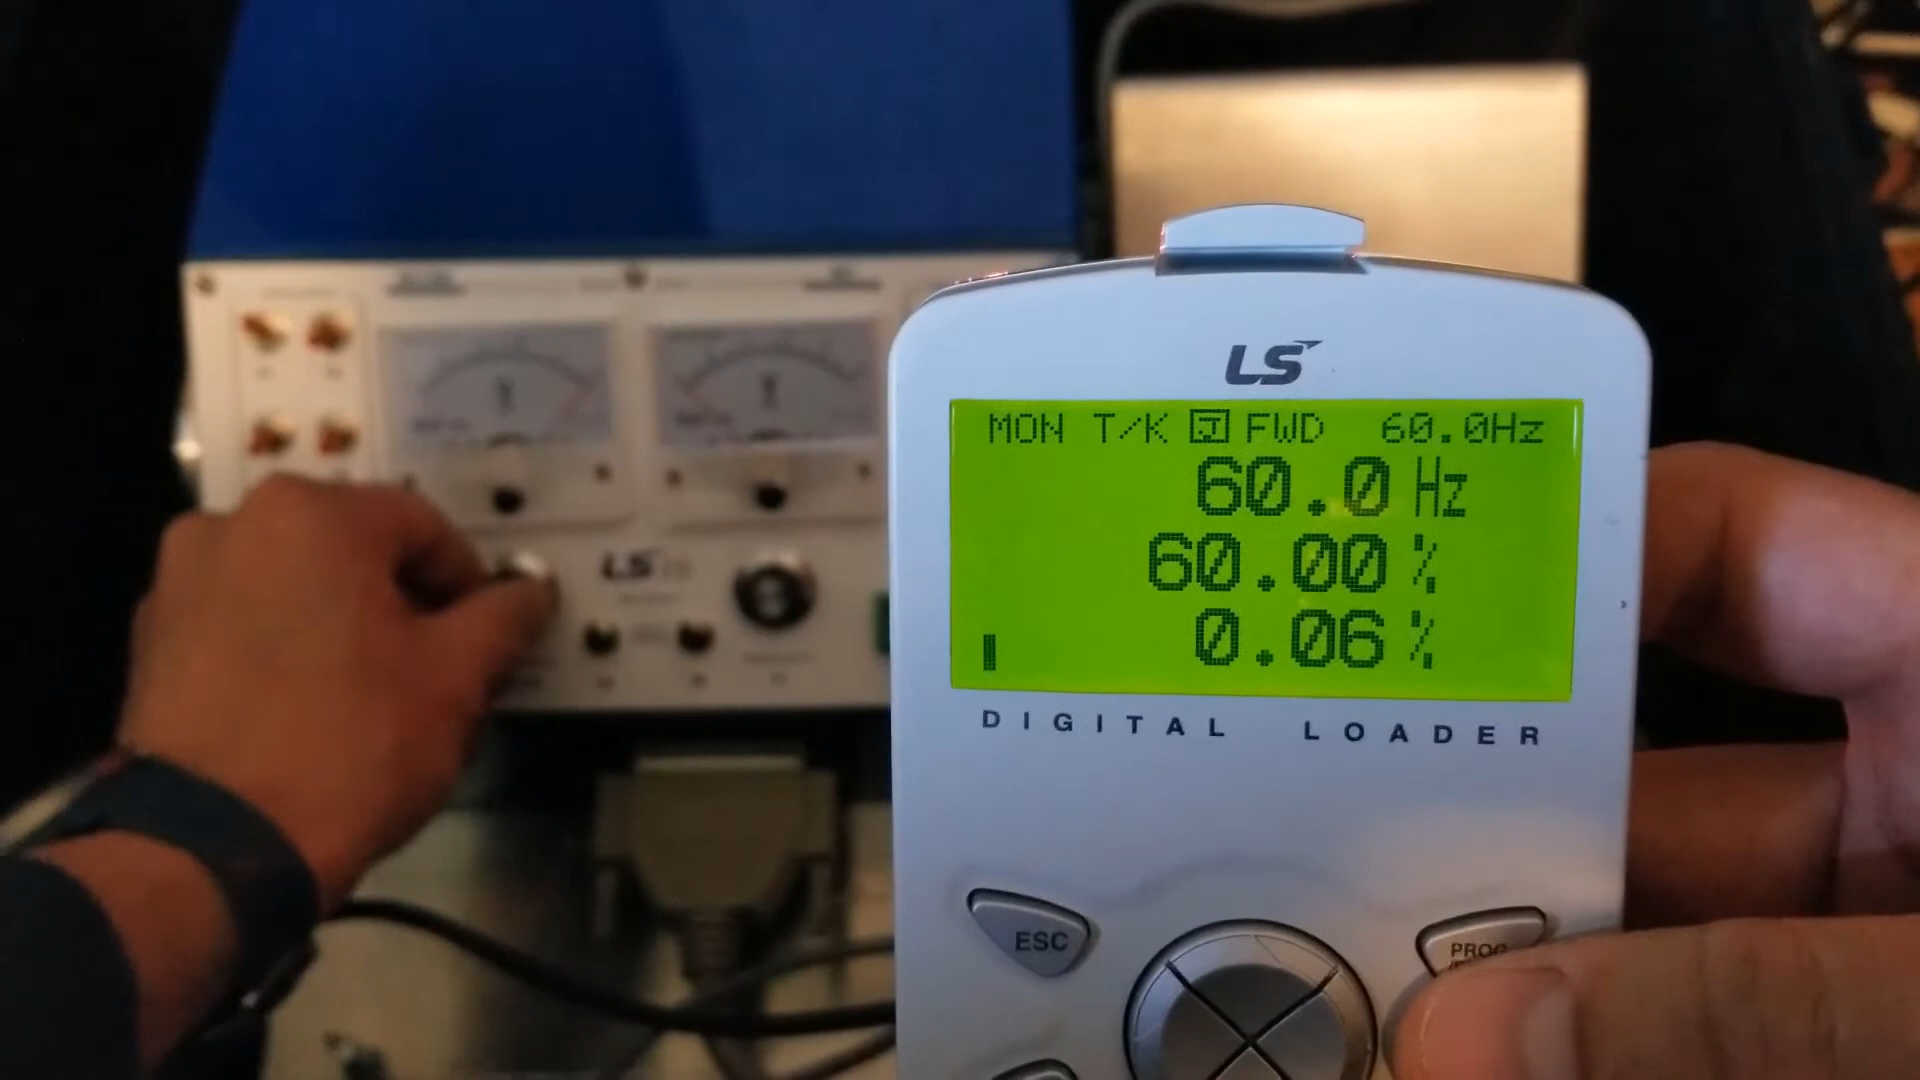 LS
MON T/K J FWD 60.0Hz
60.0 Hz
60.00 %
0.06 %
DIGITAL LOADER
ESC
PROG
LS